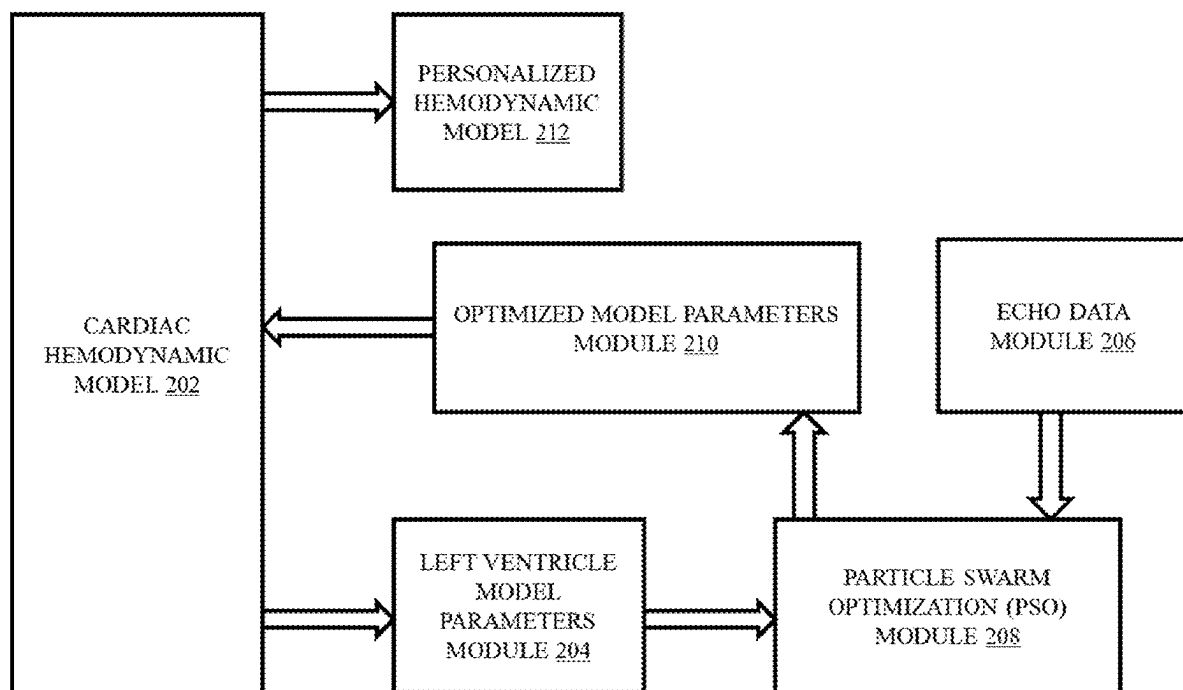 PERSONALIZED
HEMODYNAMIC
MODEL 212
OPTIMIZED MODEL PARAMETERS
MODULE 210
ECHO DATA
MODULE 206
CARDIAC
HEMODYNAMIC
MODEL 202
LEFT VENTRICLE
MODEL
PARAMETERS
MODULE 204
PARTICLE SWARM
OPTIMIZATION (PSO)
MODULE 208